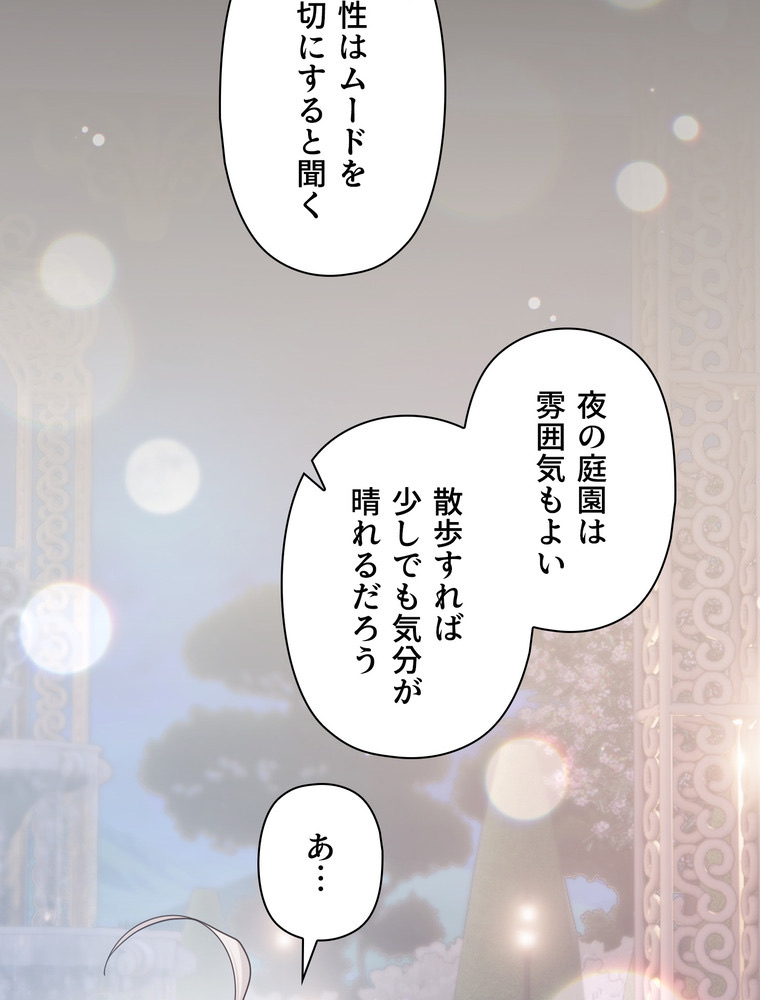 性はムードを
切にすると聞く
夜の庭園は
雰囲気もよい
散歩すれば
少しでも気分が
晴れるだろう
あ…